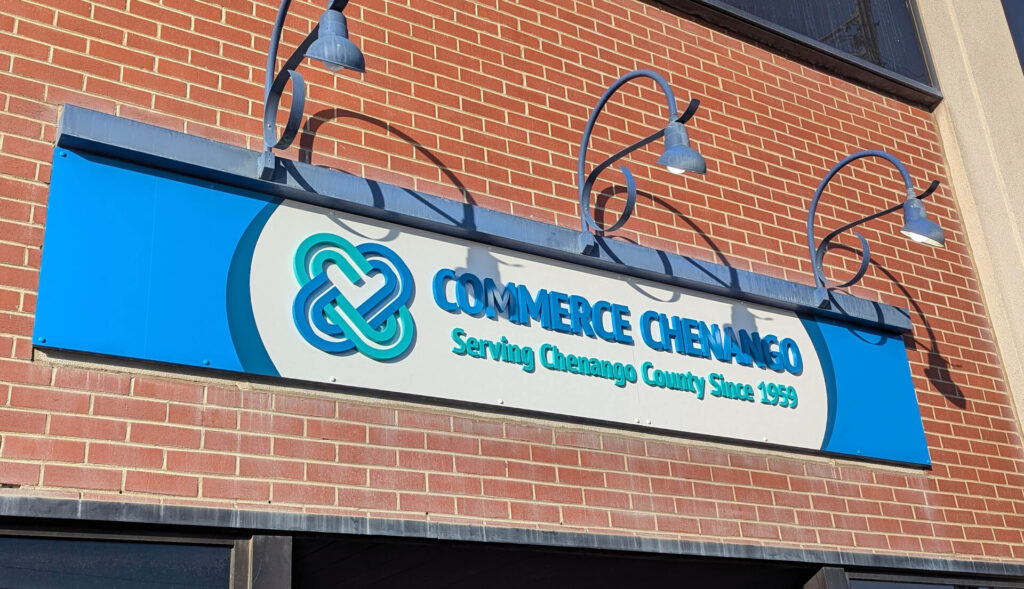 COMMERCE CHENANGO
Serving Chenango County Since 1959